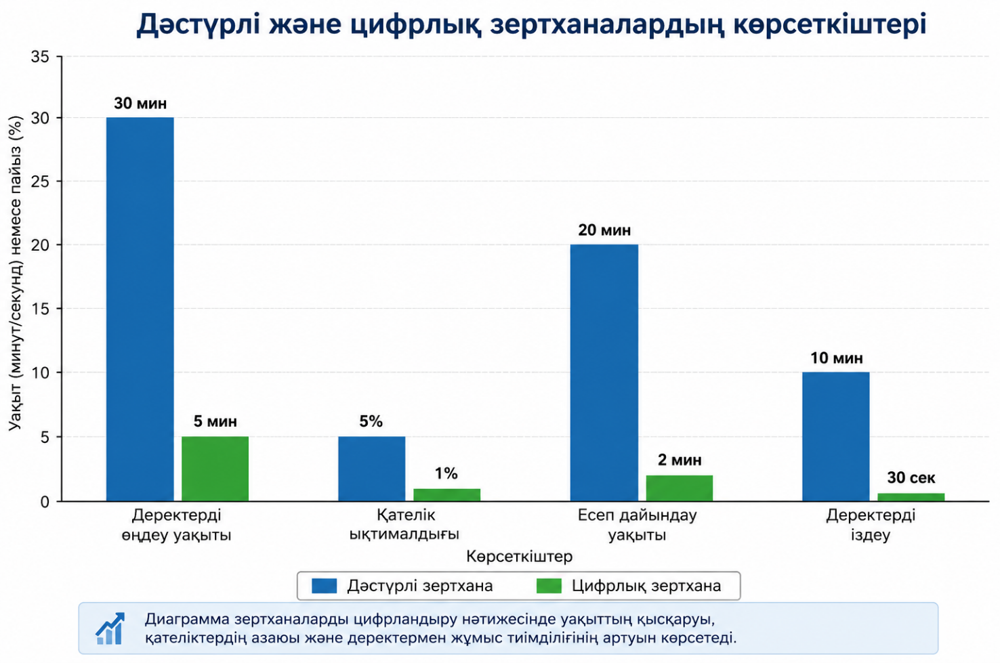 Дәстүрлі және цифрлық зертханалардың көрсеткіштері
Уақыт (минут/секунд) немесе пайыз (%)
35
30
25
20
15
10
5
0
30 мин
5 мин
5%
1%
20 мин
2 мин
10 мин
30 сек
Деректерді
өңдеу уақыты
Қателік
ықтималдығы
Есеп дайындау
уақыты
Деректерді
іздеу
Көрсеткіштер
Дәстүрлі зертхана
Цифрлық зертхана
Диаграмма зертханаларды цифрландыру нәтижесінде уақыттың қысқаруы,
қателіктердің азаюы және деректермен жұмыс тиімділігінің артуын көрсетеді.